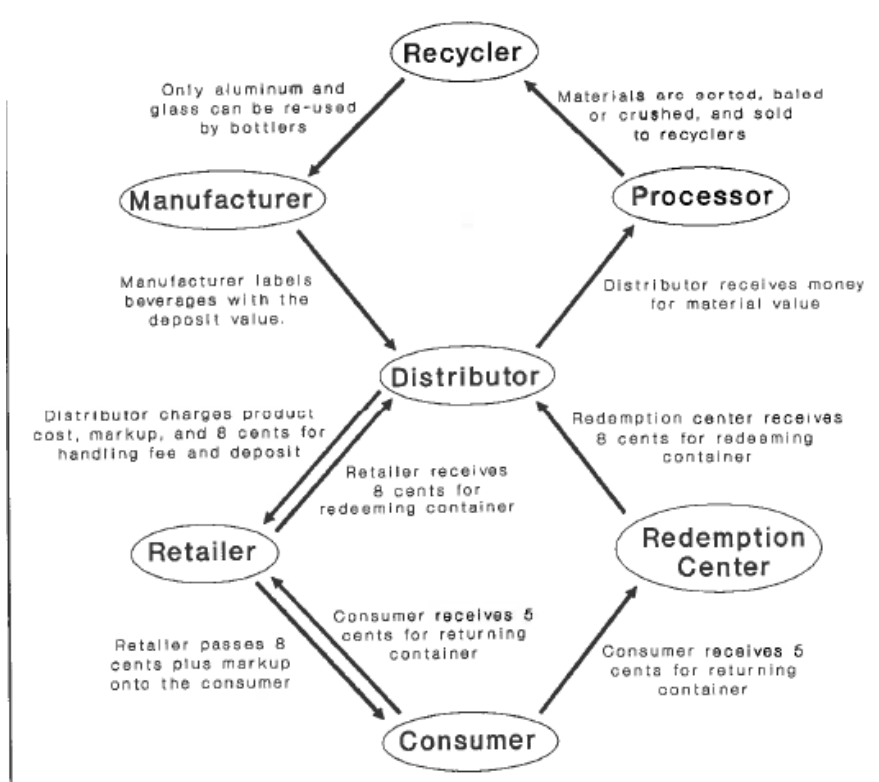 Recycler
Only aluminum and
glass can be re-used
by bottlers
Materials are sorted, baled
or crushed, and sold
to recyclers
Manufacturer
Processor
Manufacturer labels
beverages with the
deposit value.
Distributor receives money
for material value
Distributor
Distributor charges product
cost, markup, and 8 cents for
handling fee and deposit
Retailer receives
8 cents for
redeeming container
Redemption center receives
8 cents for redeeming
container
Retailer
Redemption
Center
Retailer passes 8
cents plus markup
onto the consumer
Consumer receives 5
cents for returning
container
Consumer receives 5
cents for returning
container
Consumer